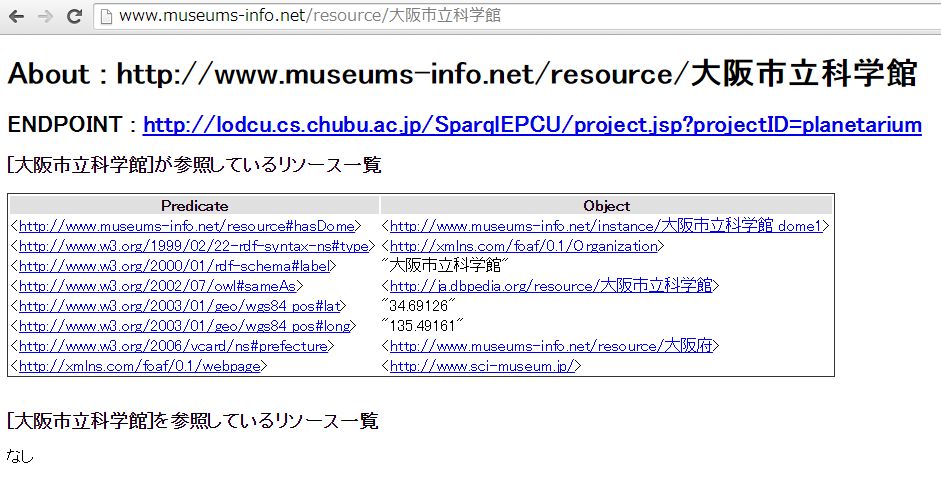 www.museums-info.net/resource/大阪市立科学館
About : http://www.museums-info.net/resource/大阪市立科学館
ENDPOINT : http://lodcu.cs.chubu.ac.jp/SparqlEPCU/project.jsp?projectID=planetarium
[大阪市立科学館]が参照しているリソース一覧
Predicate Object
<http://www.museums-info.net/resource#hasDome> <http://www.museums-info.net/instance/大阪市立科学館_dome1>
<http://www.w3.org/1999/02/22-rdf-syntax-ns#type> <http://xmlns.com/foaf/0.1/Organization>
<http://www.w3.org/2000/01/rdf-schema#label> "大阪市立科学館"
<http://www.w3.org/2002/07/owl#sameAs> <http://ja.dbpedia.org/resource/大阪市立科学館>
<http://www.w3.org/2003/01/geo/wgs84_pos#lat> "34.69126"
<http://www.w3.org/2003/01/geo/wgs84_pos#long> "135.49161"
<http://www.w3.org/2006/vcard/ns#prefecture> <http://www.museums-info.net/resource/大阪府>
<http://xmlns.com/foaf/0.1/webpage> <http://www.sci-museum.jp/>
[大阪市立科学館]を参照しているリソース一覧
なし